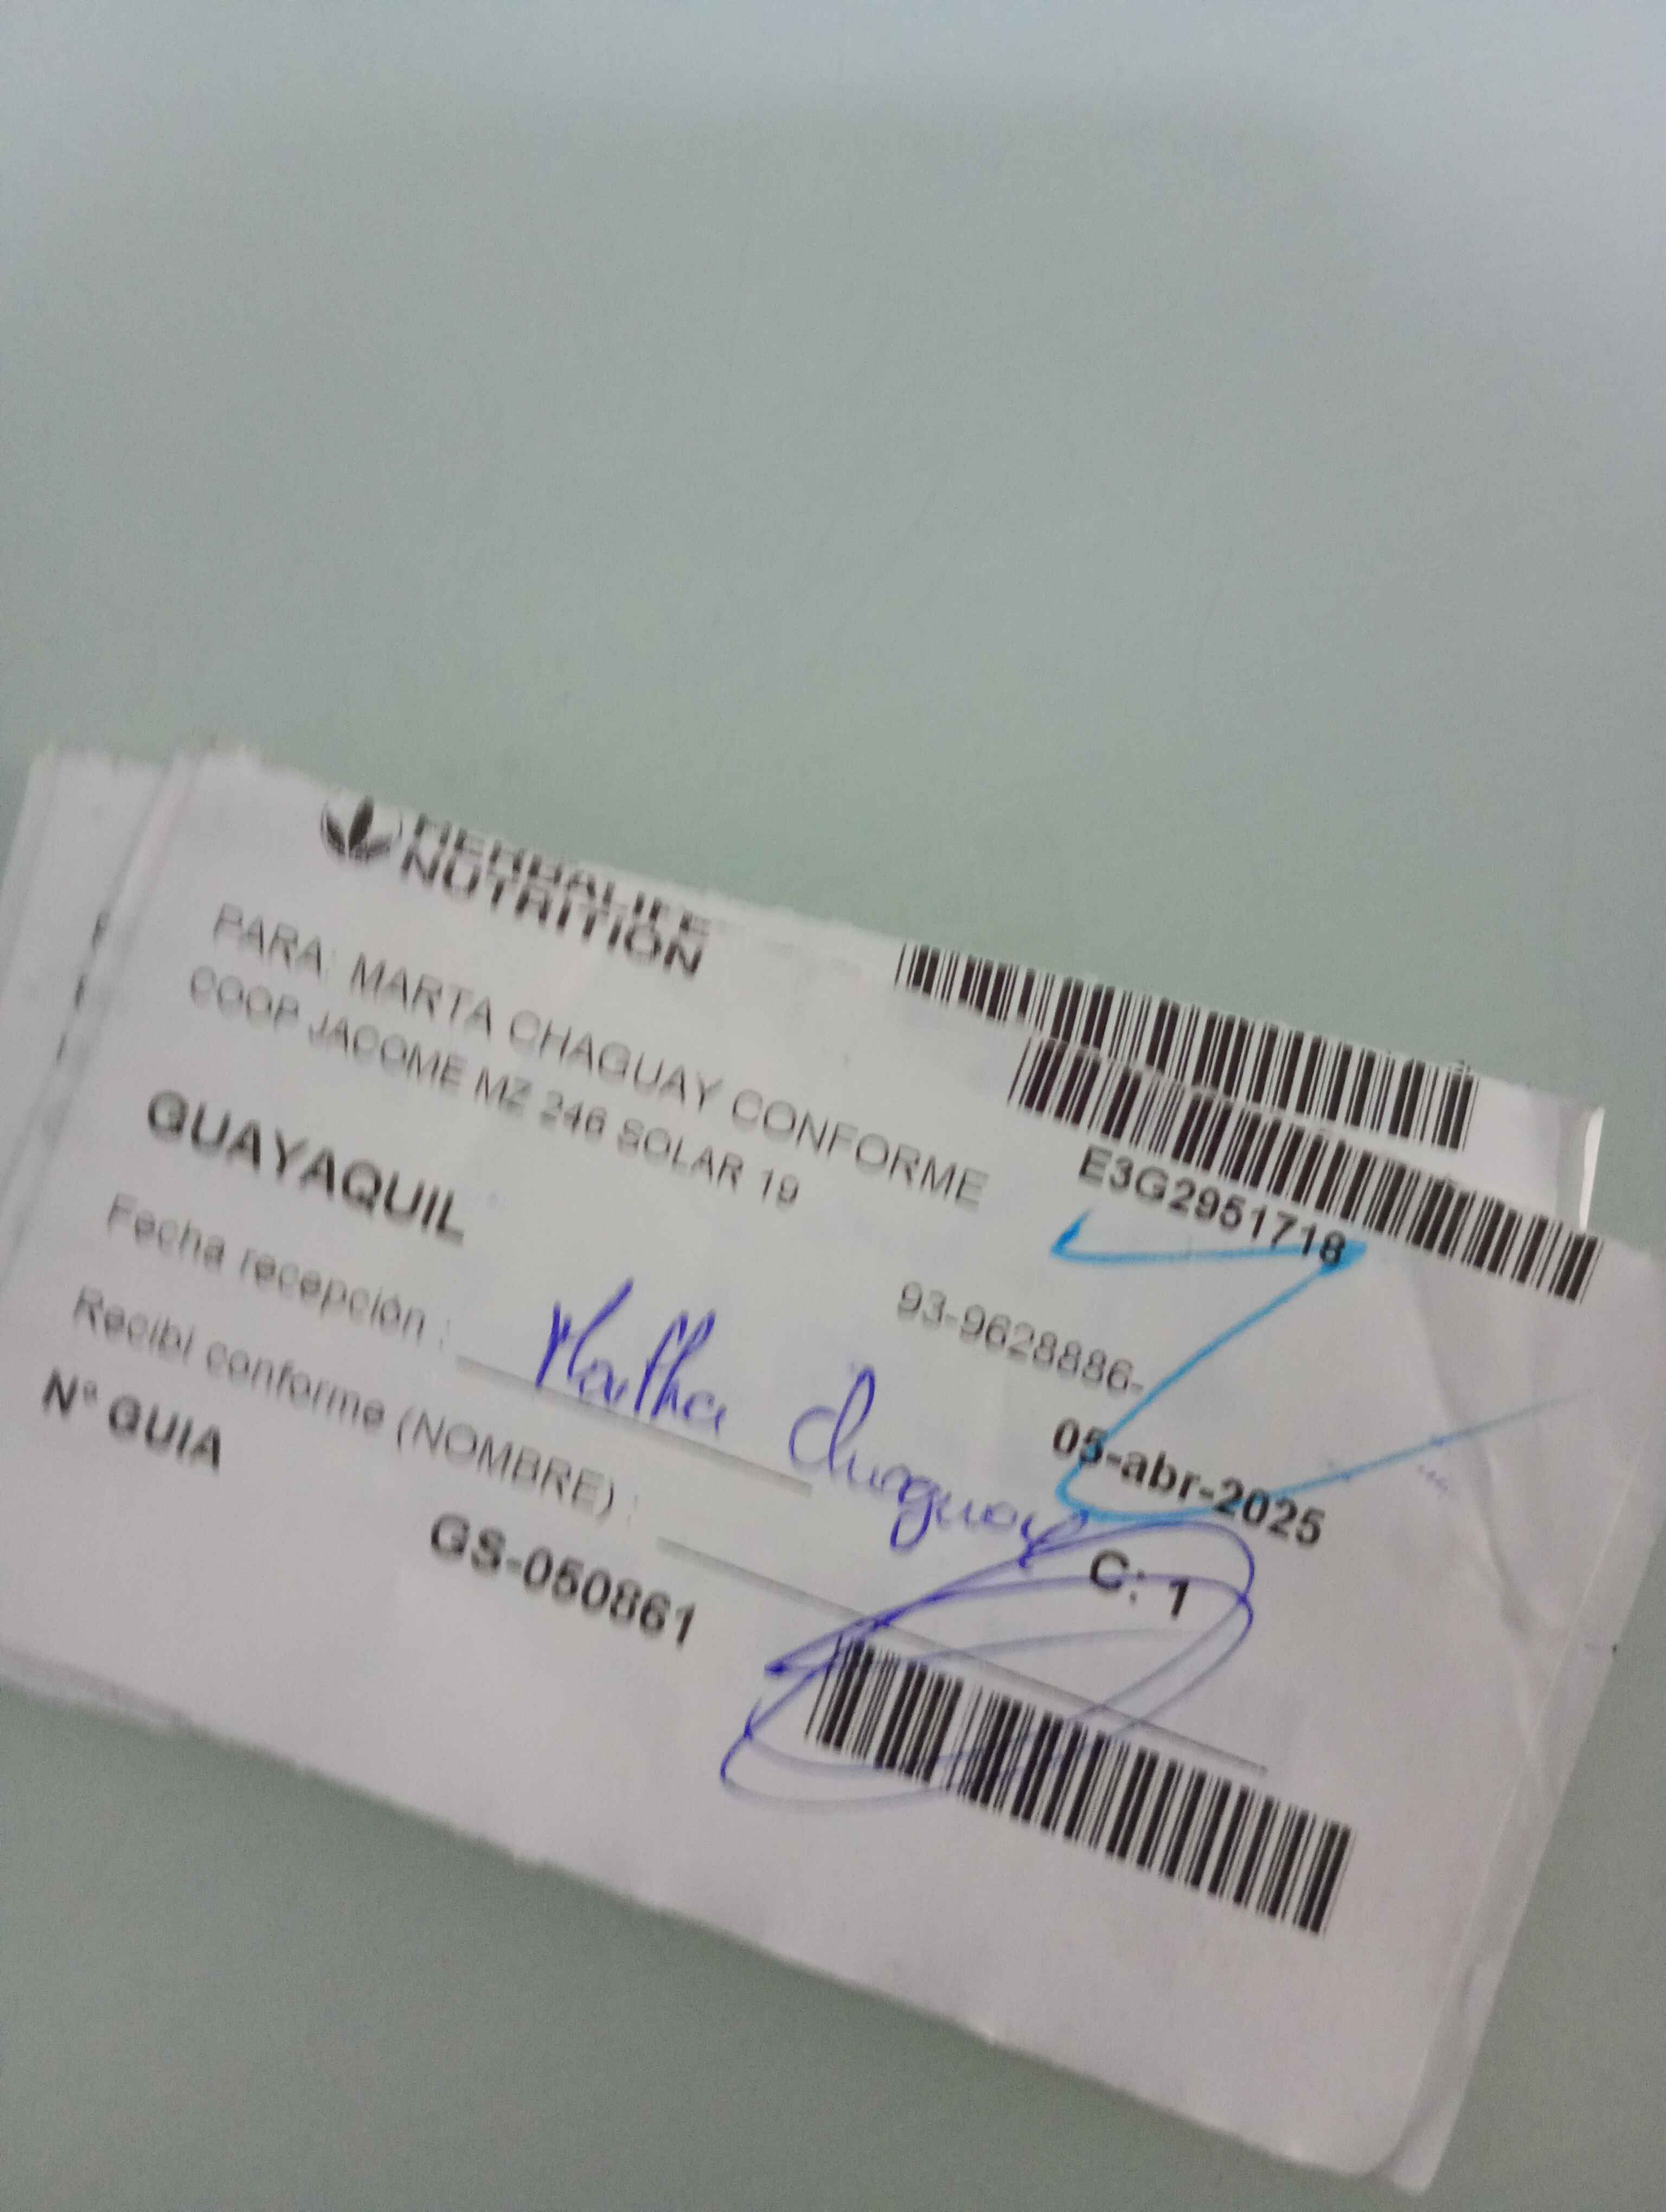 HERBALIFE
NUTRITION
PARA: MARTA CHAGUAY CONFORME
COOP JACOME MZ 246 SOLAR 19
E3G2951718
GUAYAQUIL
93-9628886-
Fecha recepción :
05-abr-2025
Martha Chaguay
Recibí conforme (NOMBRE) :
C: 1
Nº GUIA
GS-050861